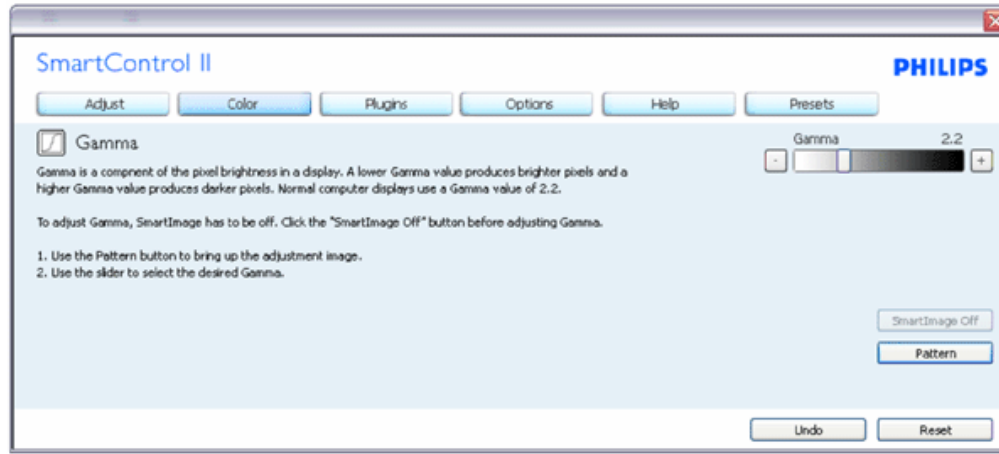 SmartControl II
PHILIPS
Adjust Color Plugins Options Help Presets
Gamma
Gamma 2.2
- +
Gamma is a compnent of the pixel brightness in a display. A lower Gamma value produces brighter pixels and a
higher Gamma value produces darker pixels. Normal computer displays use a Gamma value of 2.2.
To adjust Gamma, SmartImage has to be off. Click the "SmartImage Off" button before adjusting Gamma.
1. Use the Pattern button to bring up the adjustment image.
2. Use the slider to select the desired Gamma.
SmartImage Off
Pattern
Undo Reset